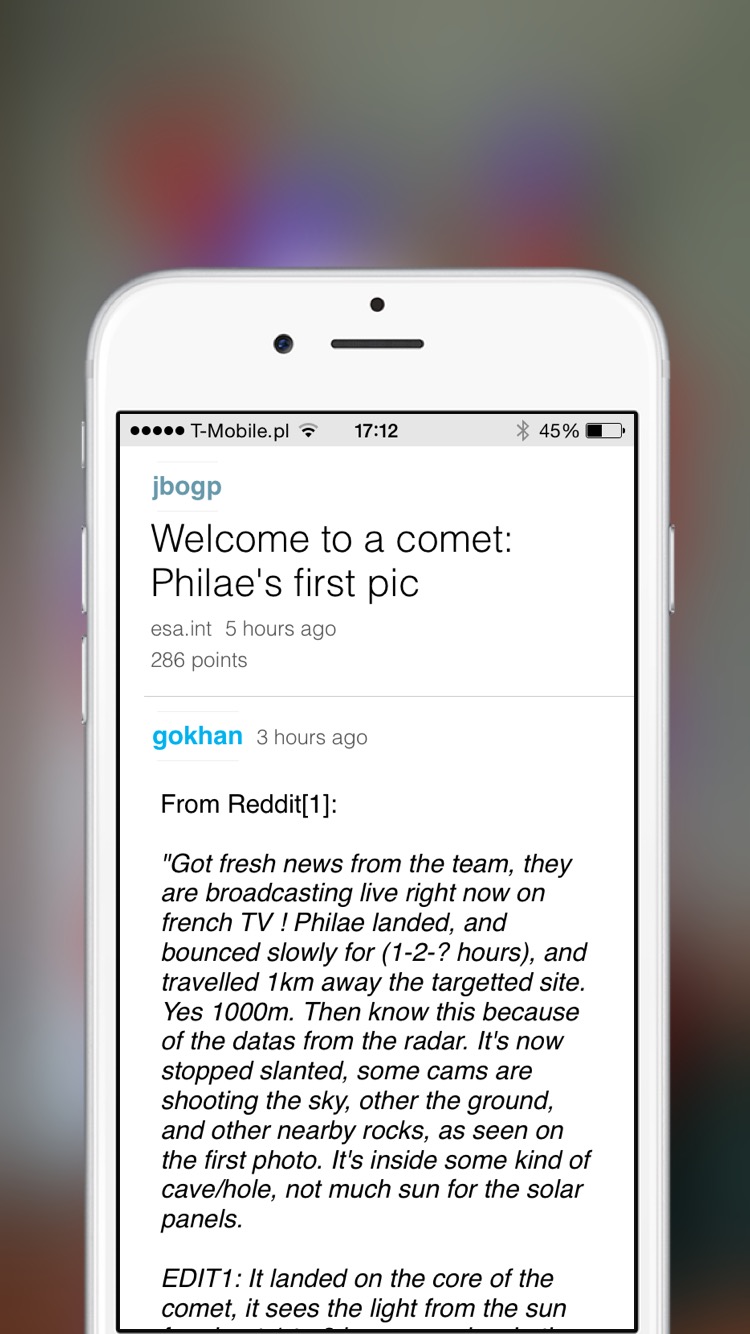 T-Mobile.pl 17:12 45%
jbogp
Welcome to a comet:
Philae's first pic
esa.int 5 hours ago
286 points
gokhan 3 hours ago
From Reddit[1]:
"Got fresh news from the team, they
are broadcasting live right now on
french TV ! Philae landed, and
bounced slowly for (1-2-? hours), and
travelled 1km away the targetted site.
Yes 1000m. Then know this because
of the datas from the radar. It's now
stopped slanted, some cams are
shooting the sky, other the ground,
and other nearby rocks, as seen on
the first photo. It's inside some kind of
cave/hole, not much sun for the solar
panels.
EDIT1: It landed on the core of the
comet, it sees the light from the sun